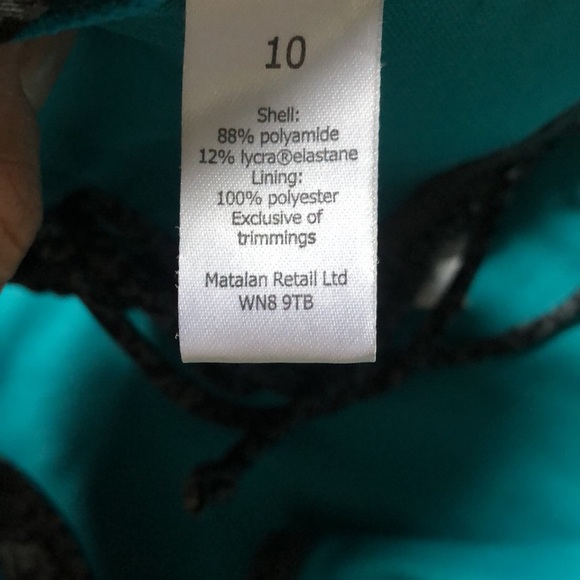 10
Shell:
88% polyamide
12% lycra®elastane
Lining:
100% polyester
Exclusive of
trimmings
Matalan Retail Ltd
WN8 9TB